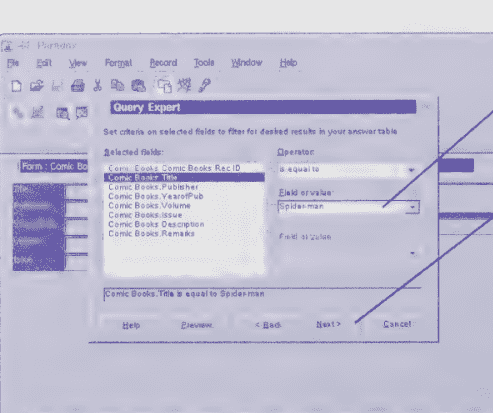 Paradox
File Edit View Format Record Tools Window Help
Query Expert
Set criteria on selected fields to filter for desired results in your answer table
Selected fields:
Operator:
Comic Books.Comic Books Rec ID
is equal to
Comic Books.Title
Comic Books.Publisher
Field or value:
Comic Books.YearofPub
Spiderman
Comic Books.Volume
Comic Books.Issue
Comic Books.Description
Comic Books.Remarks
Field or value:
Form : Comic Bo
Title
Issue
Comic Books.Title is equal to Spiderman
Help Preview... < Back Next > Cancel